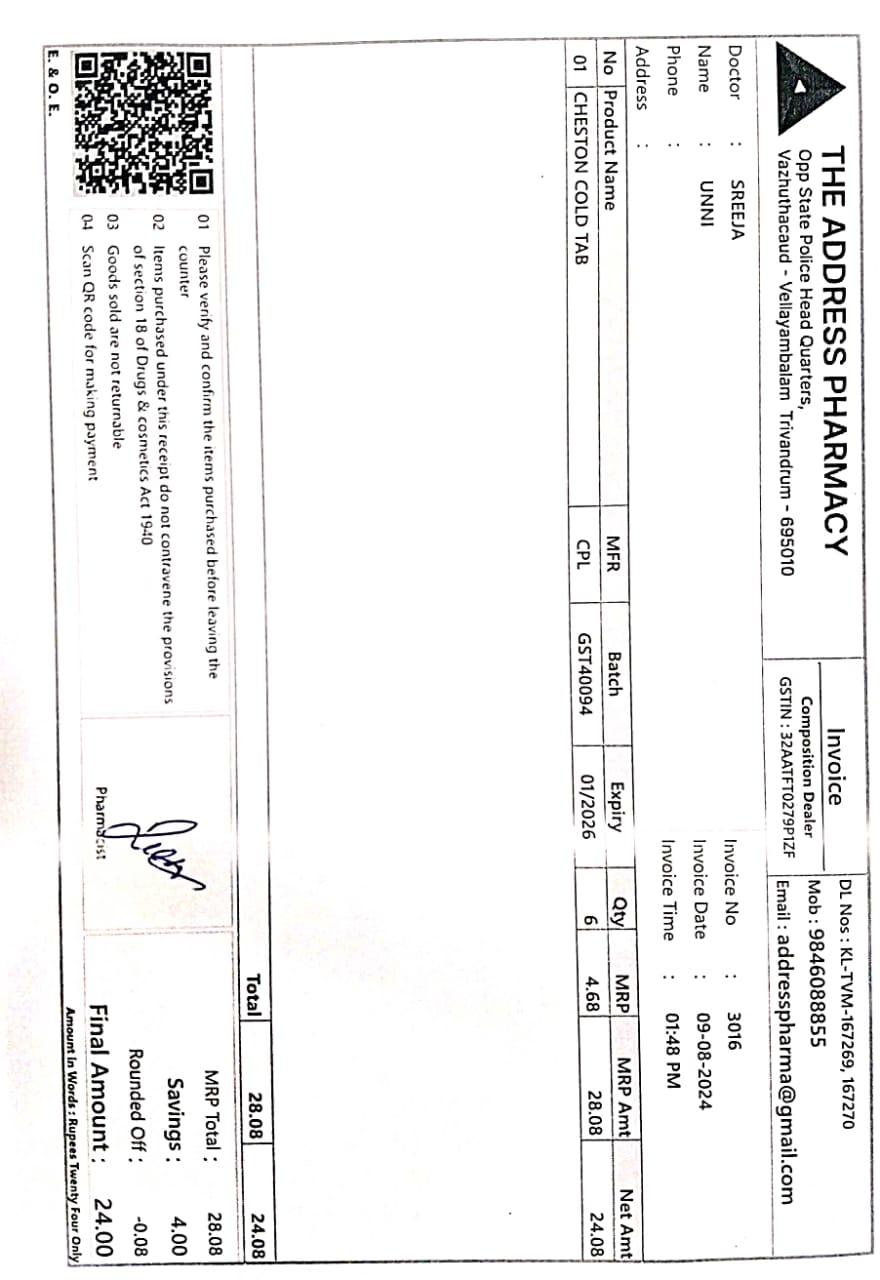 THE ADDRESS PHARMACY
Opp State Police Head Quarters,
Vazhuthacaud - Vellayambalam Trivandrum - 695010
Invoice
Composition Dealer
GSTIN : 32AATFT0279P1ZF
DL Nos : KL-TVM-167269, 167270
Mob : 9846088855
Email : addresspharma@gmail.com
Doctor : SREEJA
Name : UNNI
Phone :
Address :
Invoice No : 3016
Invoice Date : 09-08-2024
Invoice Time : 01:48 PM
No Product Name MFR Batch Expiry Qty MRP MRP Amt Net Amt
01 CHESTON COLD TAB CPL GST40094 01/2026 6 4.68 28.08 24.08
Total 28.08 24.08
01 Please verify and confirm the items purchased before leaving the
counter
02 Items purchased under this receipt do not contravene the provisions
of section 18 of Drugs & cosmetics Act 1940
03 Goods sold are not returnable
04 Scan QR code for making payment
Pharmacist
MRP Total : 28.08
Savings : 4.00
Rounded Off : -0.08
Final Amount : 24.00
Amount in Words : Rupees Twenty Four Only
E. & O. E.